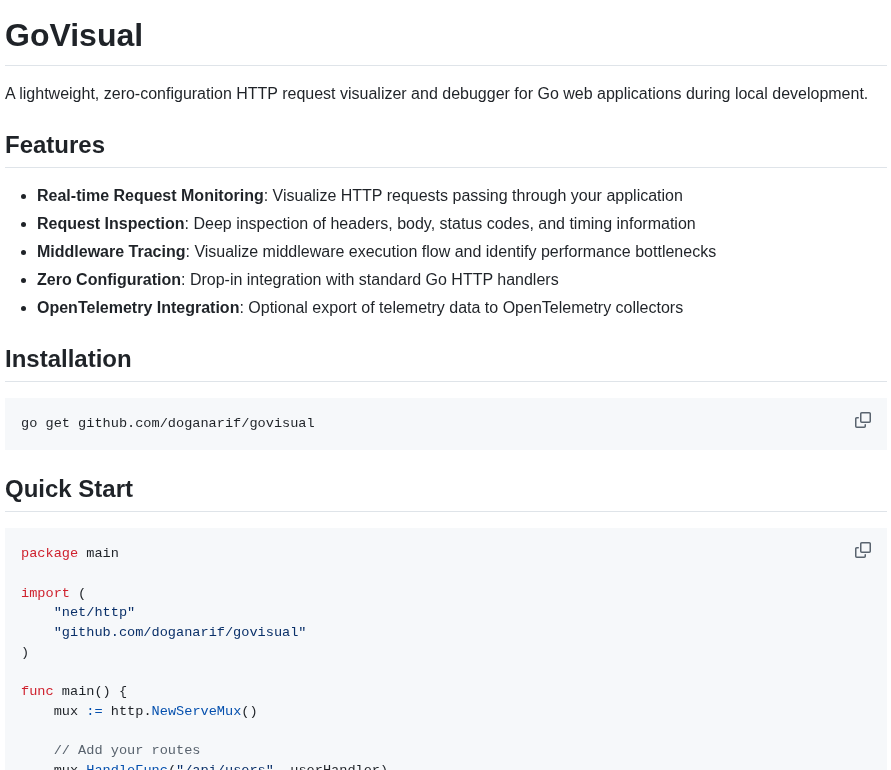 GoVisual
A lightweight, zero-configuration HTTP request visualizer and debugger for Go web applications during local development.
Features
• Real-time Request Monitoring: Visualize HTTP requests passing through your application
• Request Inspection: Deep inspection of headers, body, status codes, and timing information
• Middleware Tracing: Visualize middleware execution flow and identify performance bottlenecks
• Zero Configuration: Drop-in integration with standard Go HTTP handlers
• OpenTelemetry Integration: Optional export of telemetry data to OpenTelemetry collectors
Installation
go get github.com/doganarif/govisual
Quick Start
package main
import (
    "net/http"
    "github.com/doganarif/govisual"
)
func main() {
    mux := http.NewServeMux()
    // Add your routes
    mux.HandleFunc("/api/users", userHandler)